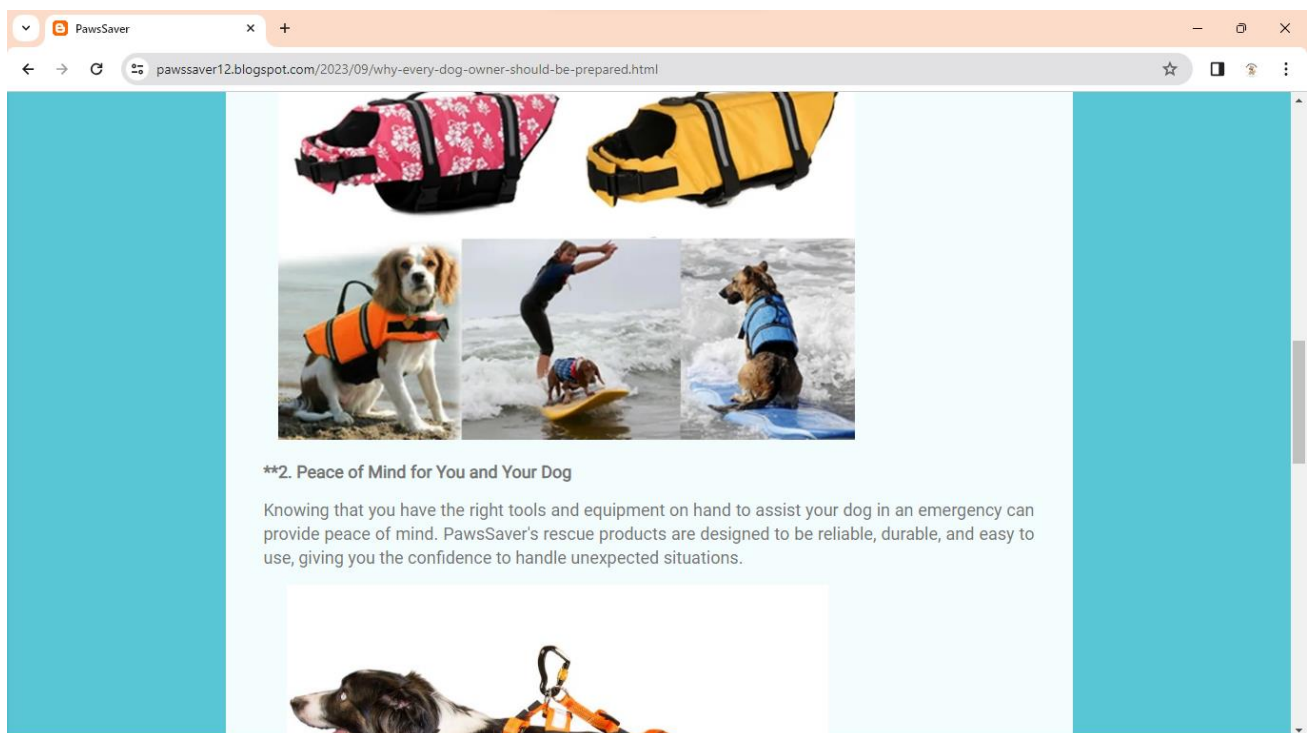 PawsSaver
pawssaver12.blogspot.com/2023/09/why-every-dog-owner-should-be-prepared.html
**2. Peace of Mind for You and Your Dog
Knowing that you have the right tools and equipment on hand to assist your dog in an emergency can
provide peace of mind. PawsSaver's rescue products are designed to be reliable, durable, and easy to
use, giving you the confidence to handle unexpected situations.